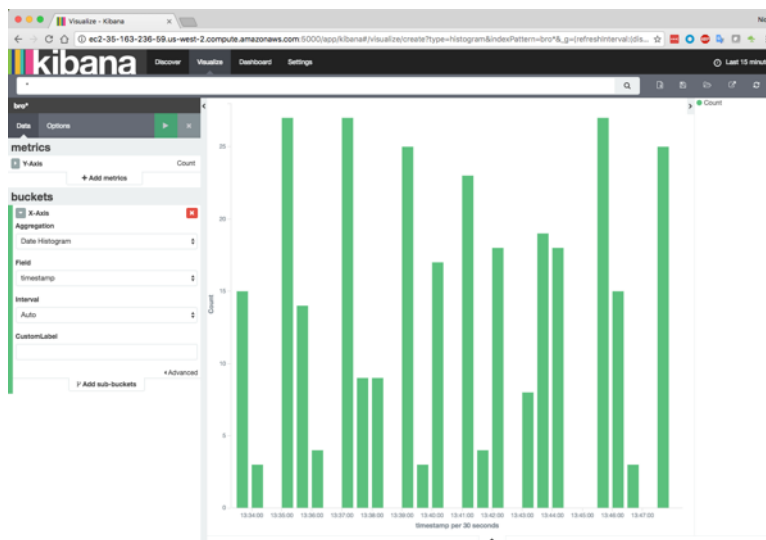 Visualize - Kibana
Nic
ec2-35-163-236-59.us-west-2.compute.amazonaws.com:5000/app/kibana#/visualize/create?type=histogram&indexPattern=bro*&_g=(refreshInterval:(dis...
kibana Discover Visualize Dashboard Settings Last 15 minut
*
bro*
Data Options
Count
metrics
Y-Axis Count
+ Add metrics
buckets
X-Axis
Aggregation
Date Histogram
Field
timestamp
Interval
Auto
CustomLabel
Advanced
Add sub-buckets
25
20
15
10
5
0
Count
13:34:00 13:35:00 13:36:00 13:37:00 13:38:00 13:39:00 13:40:00 13:41:00 13:42:00 13:43:00 13:44:00 13:45:00 13:46:00 13:47:00
timestamp per 30 seconds